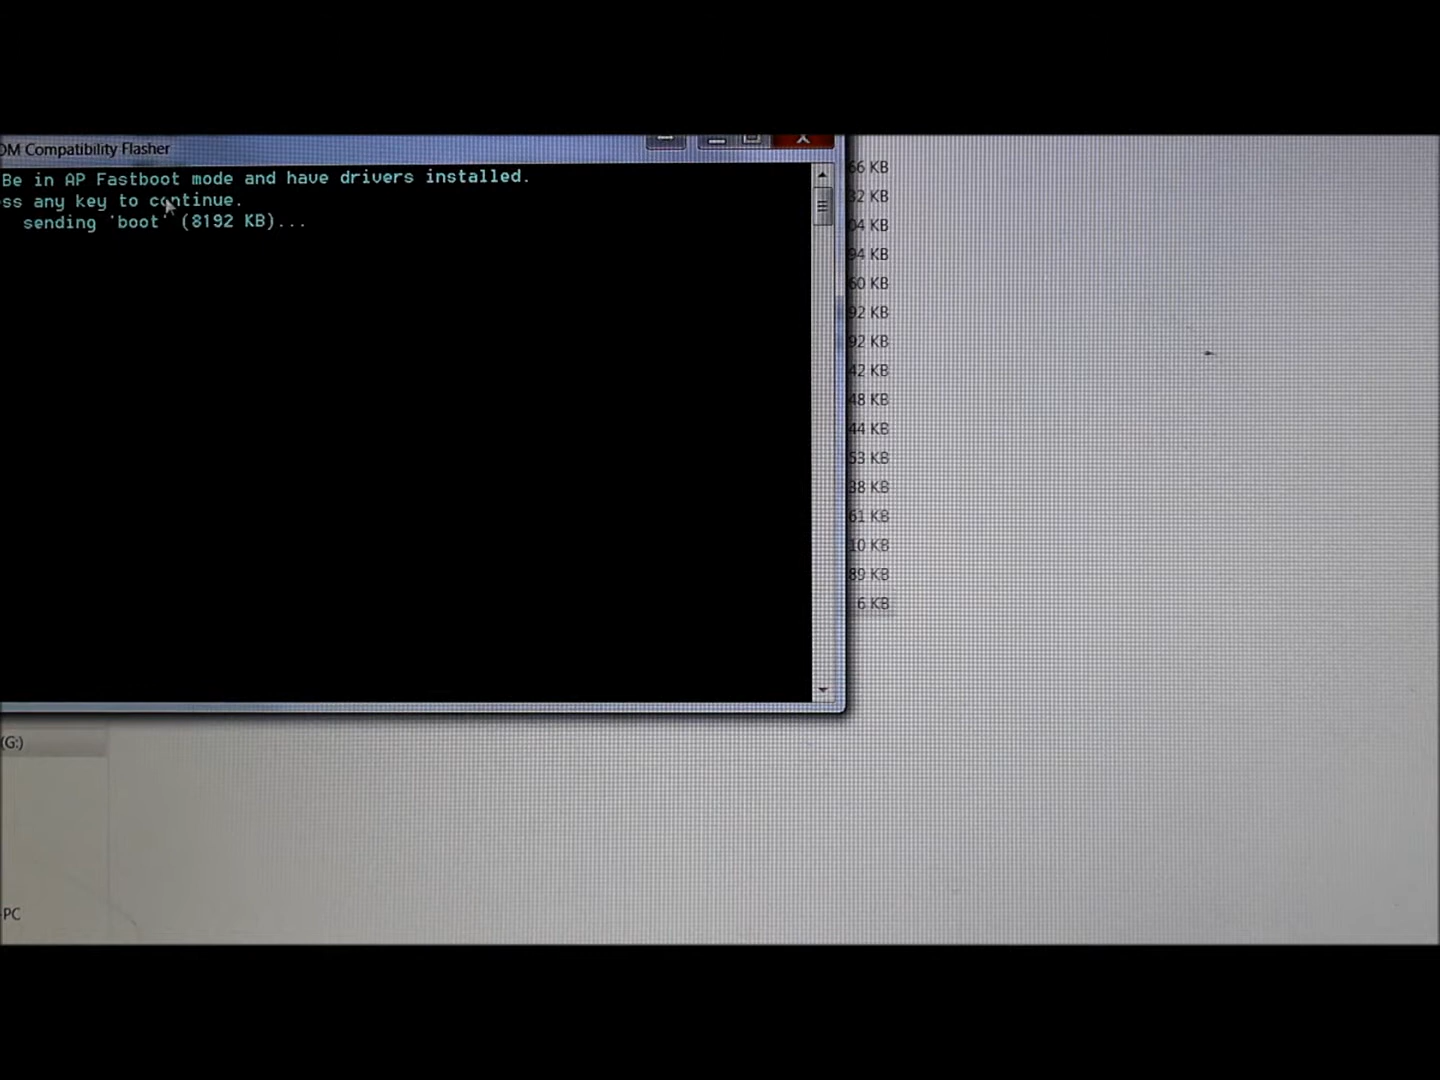 OM Compatibility Flasher
Be in AP Fastboot mode and have drivers installed.
ss any key to continue.
sending 'boot' (8192 KB)...
66 KB
32 KB
04 KB
94 KB
60 KB
92 KB
92 KB
42 KB
48 KB
44 KB
53 KB
38 KB
61 KB
10 KB
89 KB
6 KB
(G:)
-PC